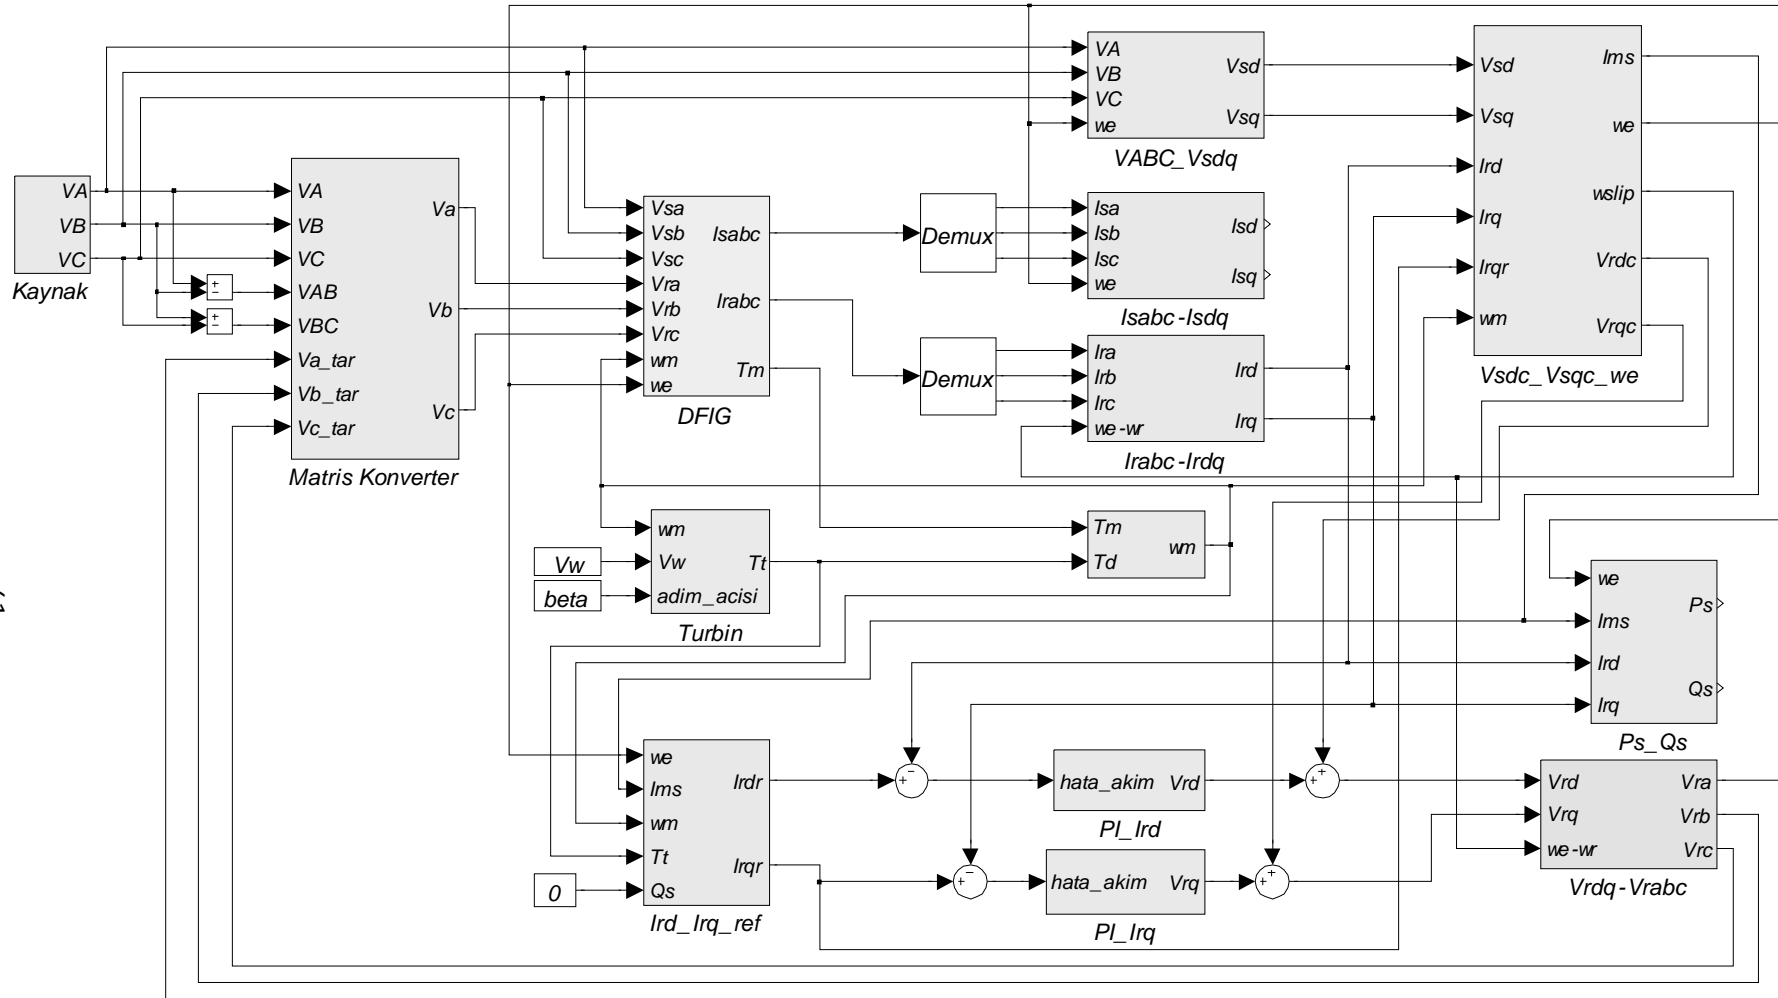 VA
VB
VC
Kaynak
VA
VB
VC
VAB
VBC
Va_tar
Vb_tar
Vc_tar
Va
Vb
Vc
Matris Konverter
+
−
+
−
Vsa
Vsb
Vsc
Vra
Vrb
Vrc
wm
we
Isabc
Irabc
Tm
DFIG
wm
Vw
adim_acisi
Tt
Turbin
Vw
beta
we
Ims
wm
Tt
Qs
Irdr
Irqr
Ird_Irq_ref
0
Demux
Demux
VA
VB
VC
we
Vsd
Vsq
VABC_Vsdq
Isa
Isb
Isc
we
Isd
Isq
Isabc-Isdq
Ira
Irb
Irc
we-wr
Ird
Irq
Irabc-Irdq
Tm
Td
wm
+
−
hata_akim Vrd
PI_Ird
+
+
+
−
hata_akim Vrq
PI_Irq
+
+
Vsd
Vsq
Ird
Irq
Irqr
wm
Ims
we
wslip
Vrdc
Vrqc
Vsdc_Vsqc_we
we
Ims
Ird
Irq
Ps
Qs
Ps_Qs
Vrd
Vrq
we-wr
Vra
Vrb
Vrc
Vrdq-Vrabc